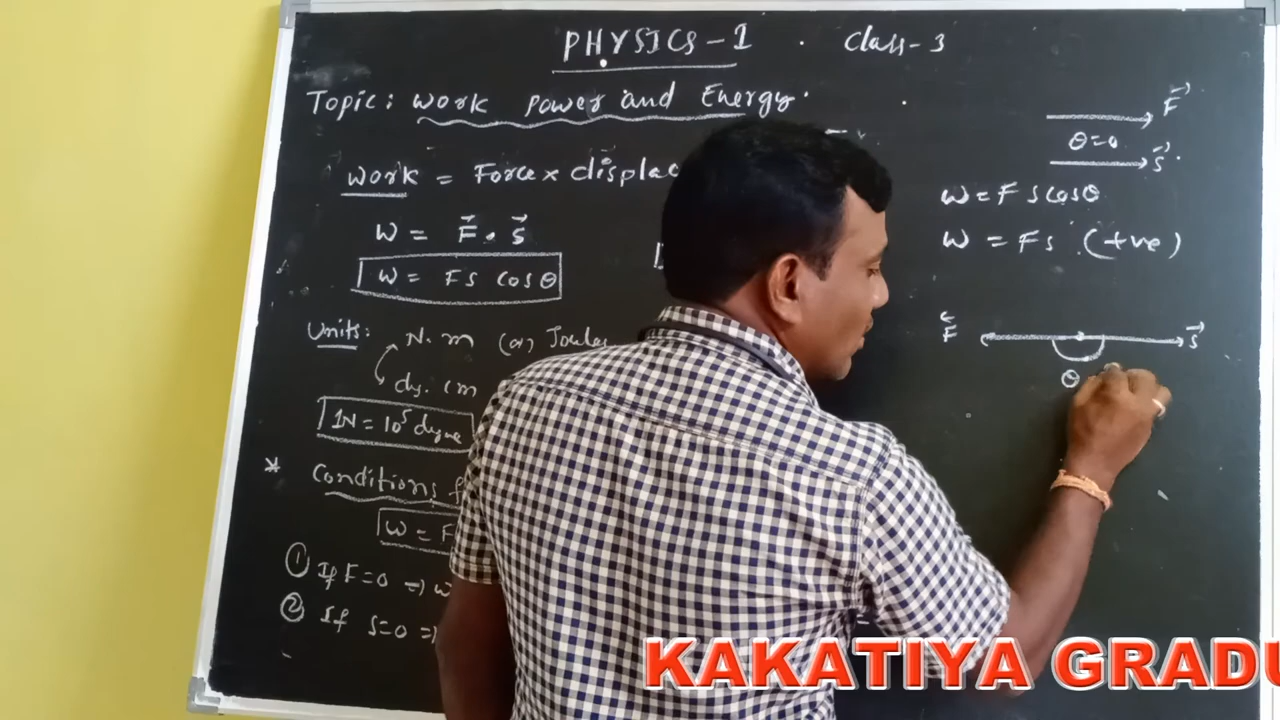 PHYSICS-1 . Class-3
Topic: Work power and Energy.
Work = Force x displac
W = F⃗ . s⃗
W = Fs cosθ
Units: N.m (or) Joules
dy. cm
1N = 10⁵ dyne
* Conditions f
W = F
① If F=0 ⇒ W
② If S=0 ⇒
F⃗
θ=0
s⃗.
W = F s cosθ
W = Fs (+ve)
F⃗ s⃗
θ
KAKATIYA GRADU